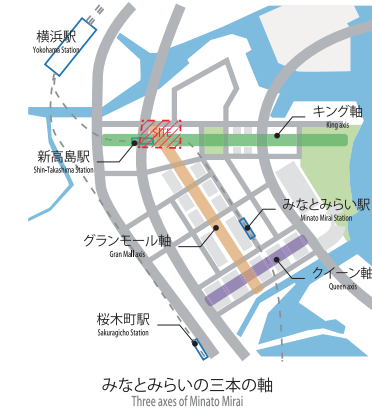 横浜駅
Yokohama Station
キング軸
King axis
SITE
新高島駅
Shin-Takashima Station
みなとみらい駅
Minato Mirai Station
グランモール軸
Gran Mall axis
クイーン軸
Queen axis
桜木町駅
Sakuragicho Station
みなとみらいの三本の軸
Three axes of Minato Mirai